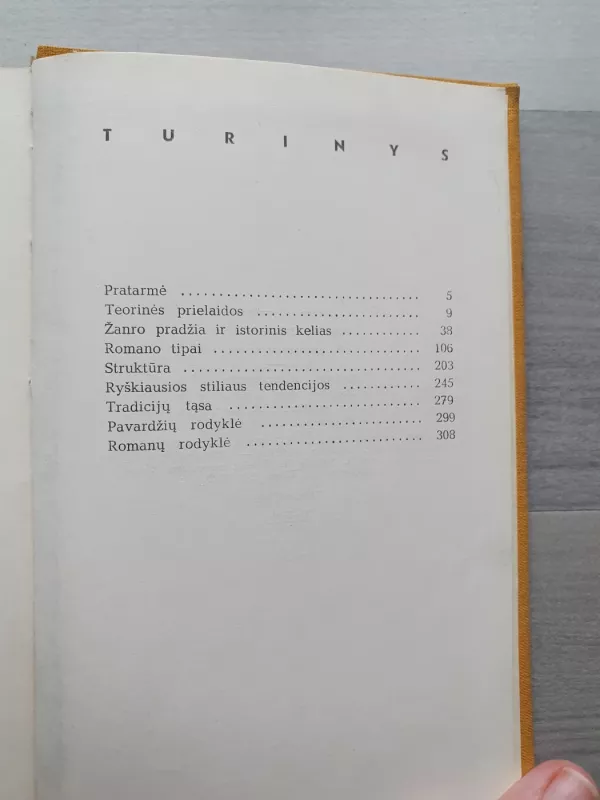 TURINYS
Pratarmė 5
Teorinės prielaidos 9
Žanro pradžia ir istorinis kelias 38
Romano tipai 106
Struktūra 203
Ryškiausios stiliaus tendencijos 245
Tradicijų tąsa 279
Pavardžių rodyklė 299
Romanų rodyklė 308